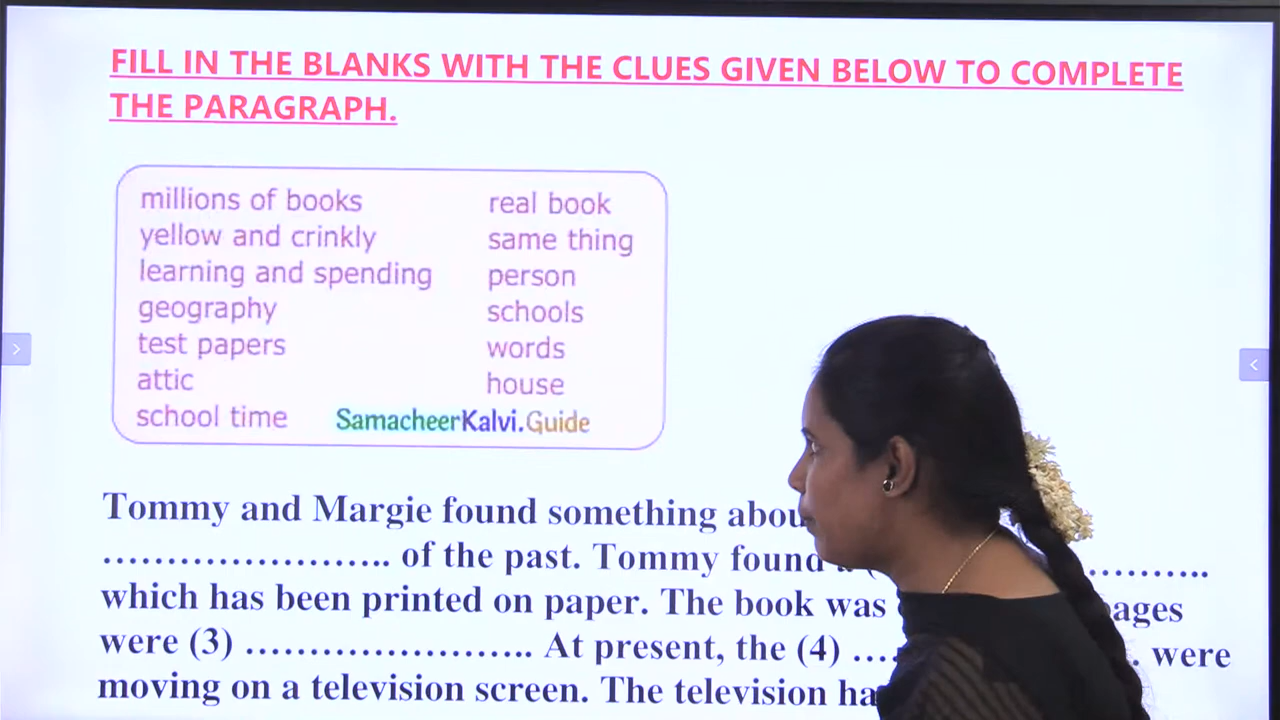 FILL IN THE BLANKS WITH THE CLUES GIVEN BELOW TO COMPLETE
THE PARAGRAPH.
millions of books
real book
yellow and crinkly
same thing
learning and spending
person
geography
schools
test papers
words
attic
house
school time
SamacheerKalvi.Guide
Tommy and Margie found something
..................... of the past. Tommy found
which has been printed on paper. The book was pages
were (3) ..................... At present, the (4) .... were
moving on a television screen. The television